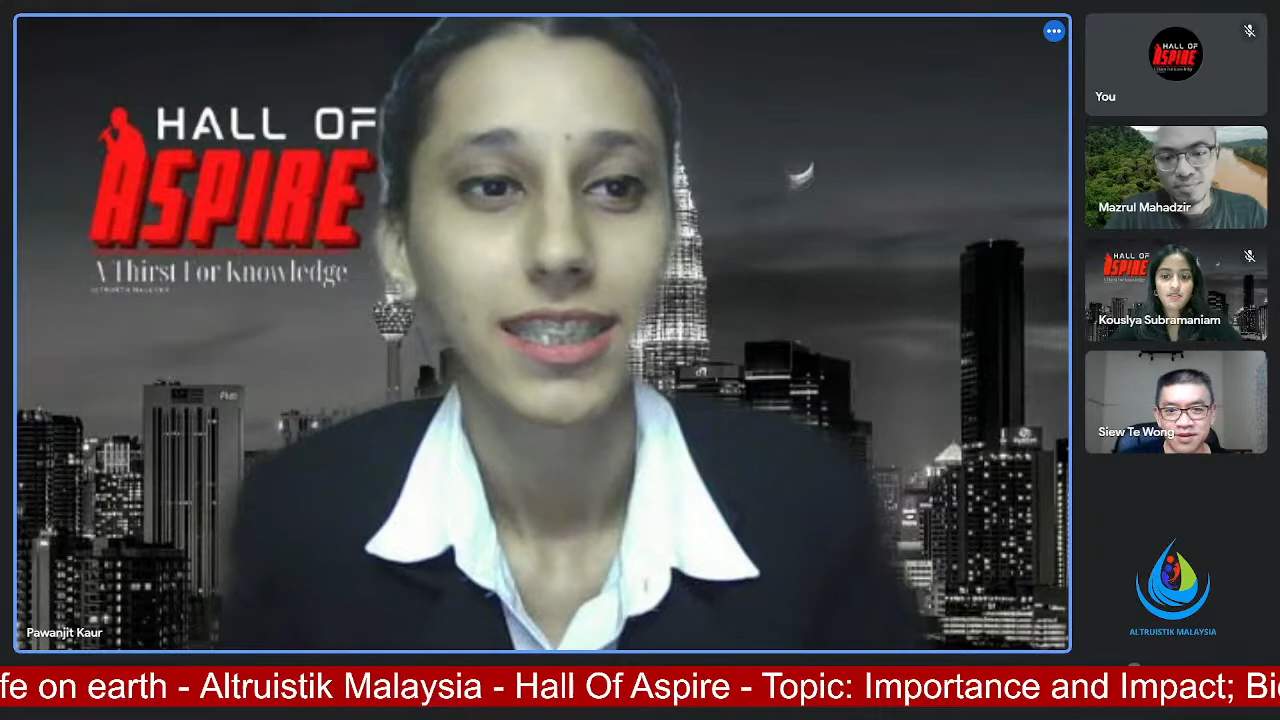 HALL OF
ASPIRE
A Thirst For Knowledge
Pawanjit Kaur
HALL OF
ASPIRE
You
Mazrul Mahadzir
HALL OF
ASPIRE
Kouslya Subramaniam
Siew Te Wong
ALTRUISTIK MALAYSIA
fe on earth - Altruistik Malaysia - Hall Of Aspire - Topic: Importance and Impact; Bi